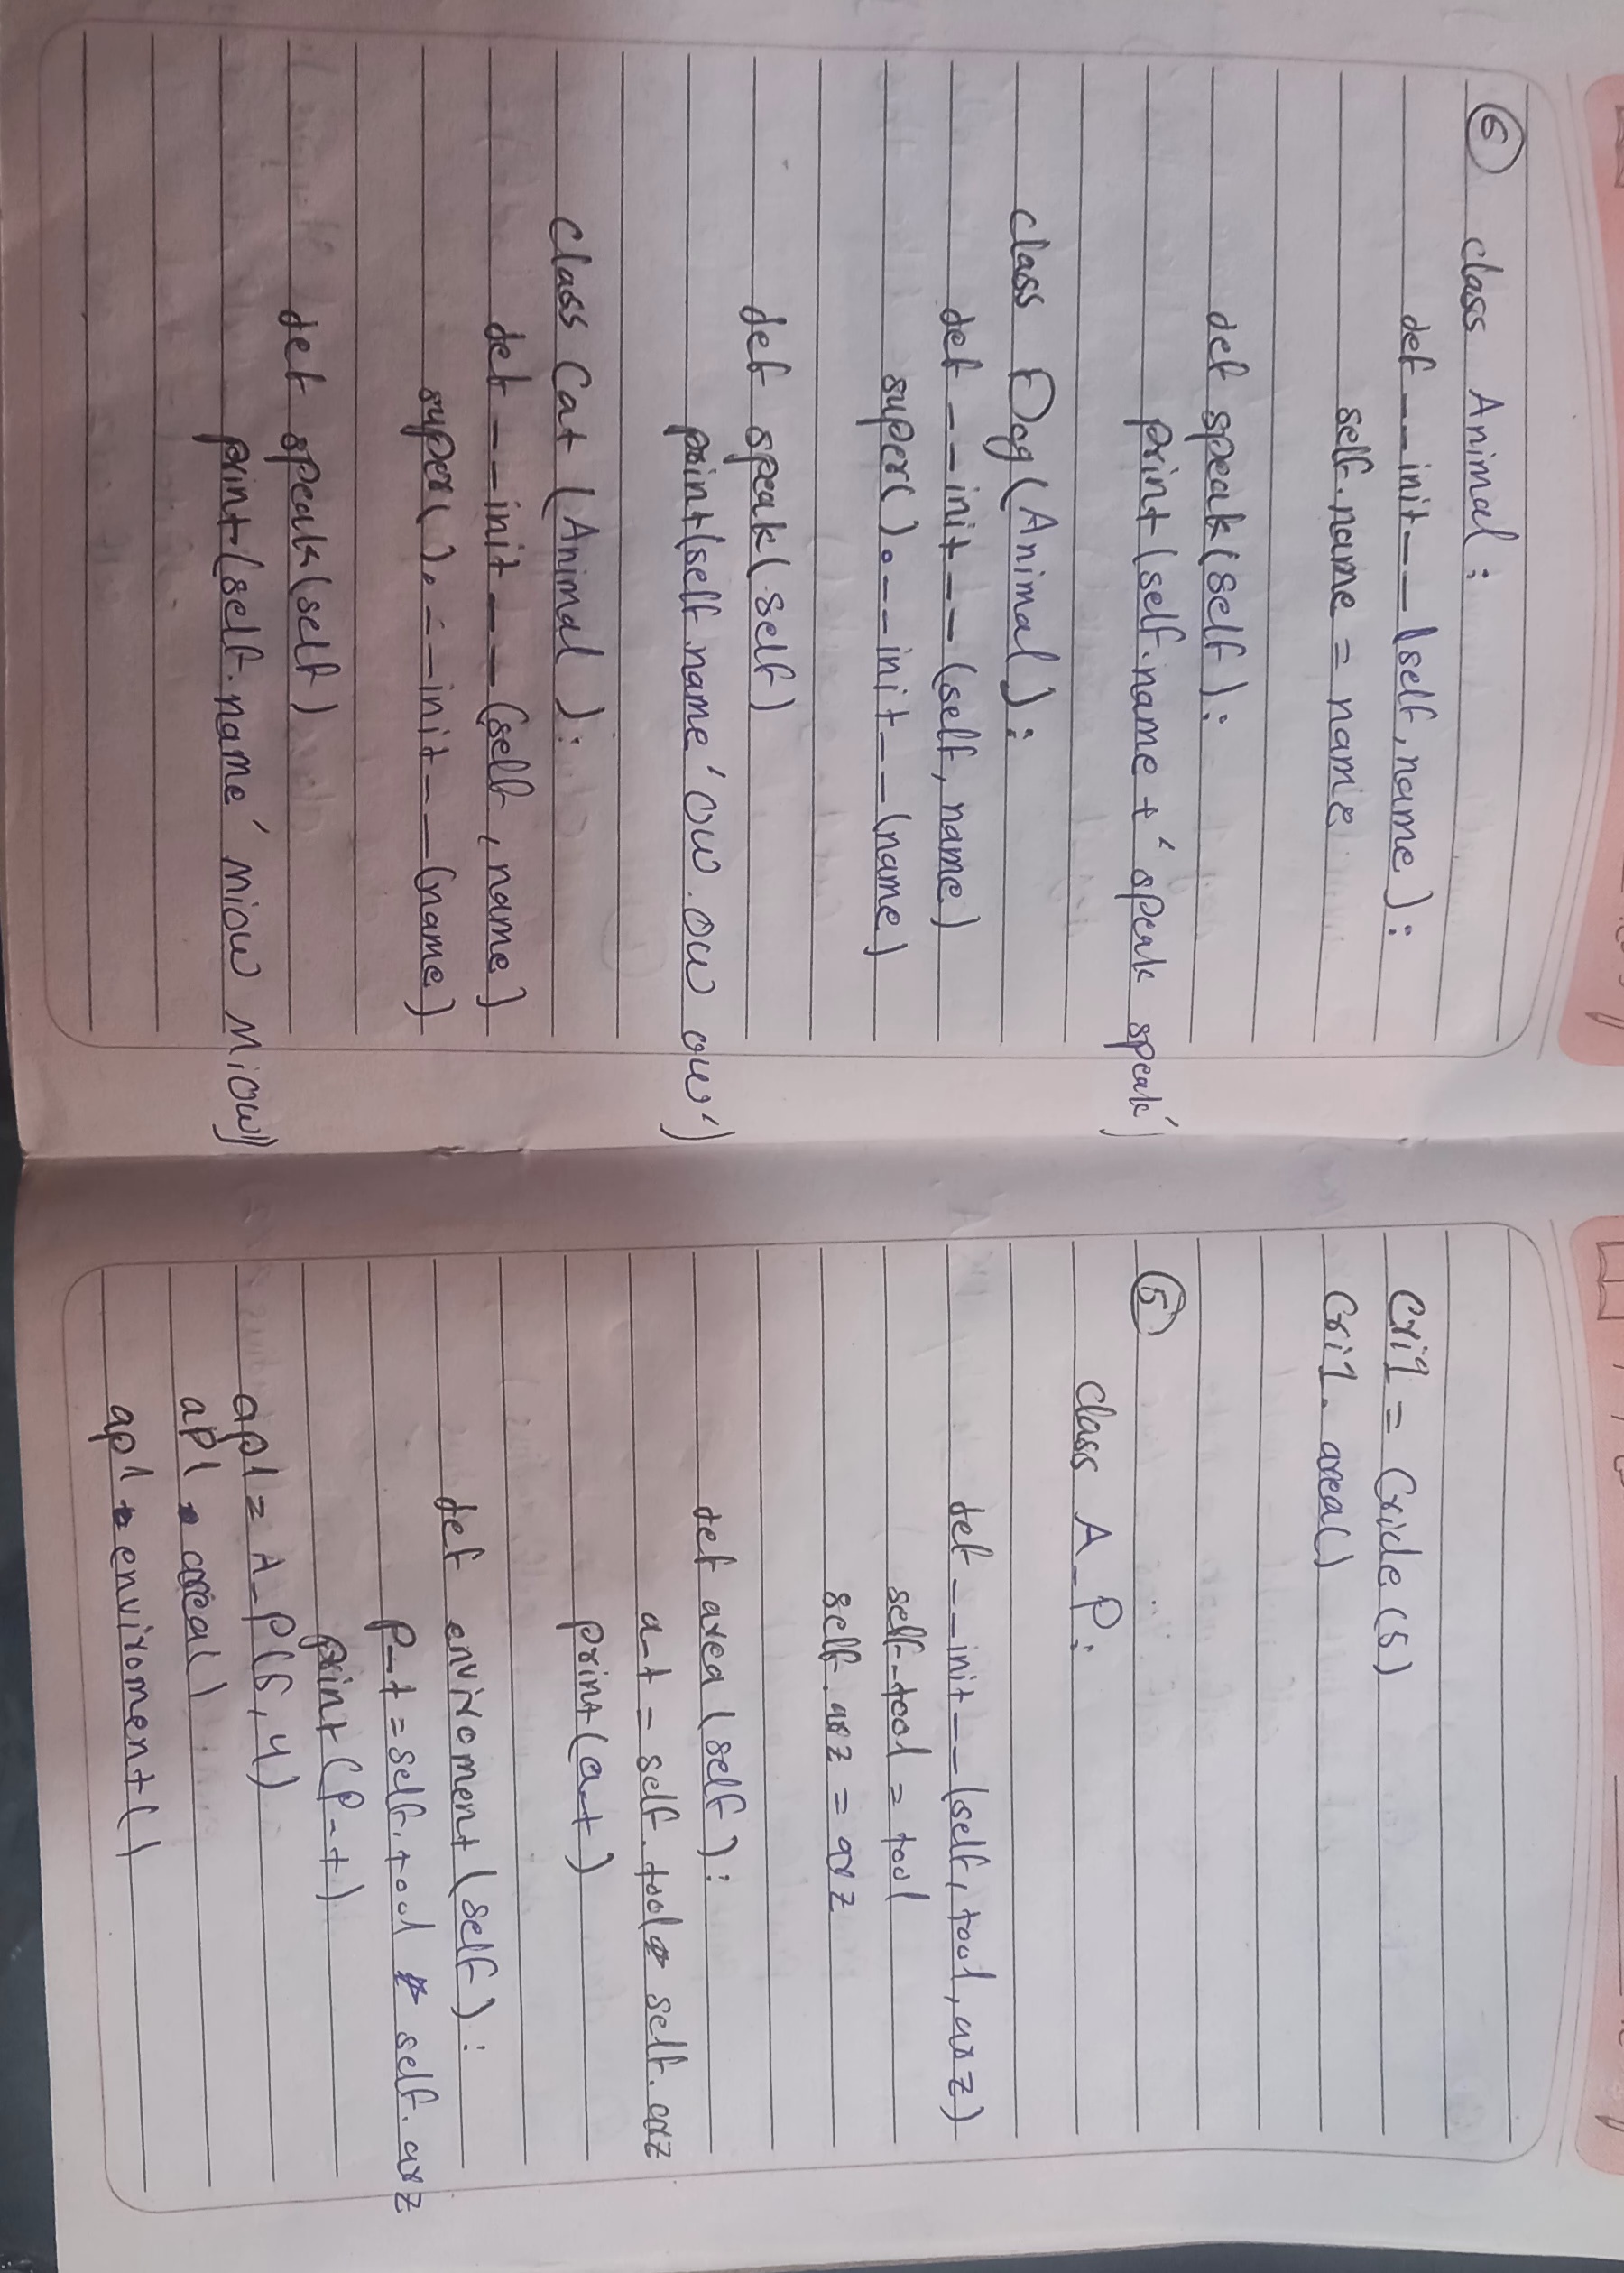 ⑥ class Animal:
def __init__(self, name):
self.name = name
def speak(self):
print(self.name + 'speak speak')
class Dog(Animal):
def __init__(self, name)
super().__init__(name)
def speak(self)
print(self.name 'ow.ow ow')
class Cat(Animal):
def __init__(self, name)
super().__init__(name)
def speak(self)
print(self.name' miow miow)
Cri1 = Cricle(5)
Cri1.area()
⑤
class A_P:
def __init__(self, tool, arz)
self-tool = tool
self.arz = arz
def area(self):
a_t = self.tool * self.arz
print(a_t)
def enviroment(self):
P_t = self.tool * self.arz
print(P_t)
ap1 = A_P(5,4)
ap1.area()
ap1.enviroment()